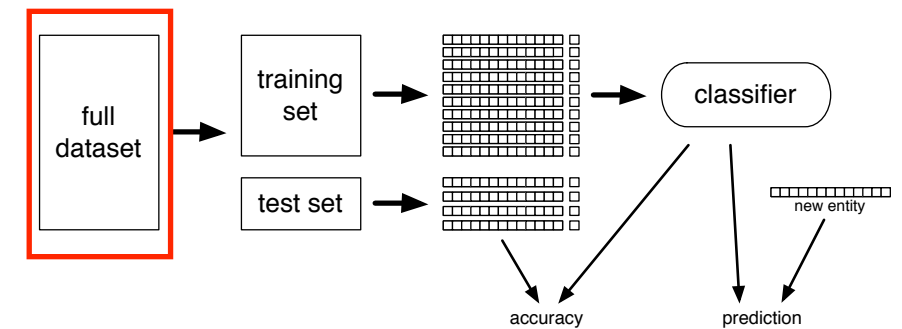 full
dataset
training
set
test set
classifier
new entity
accuracy
prediction